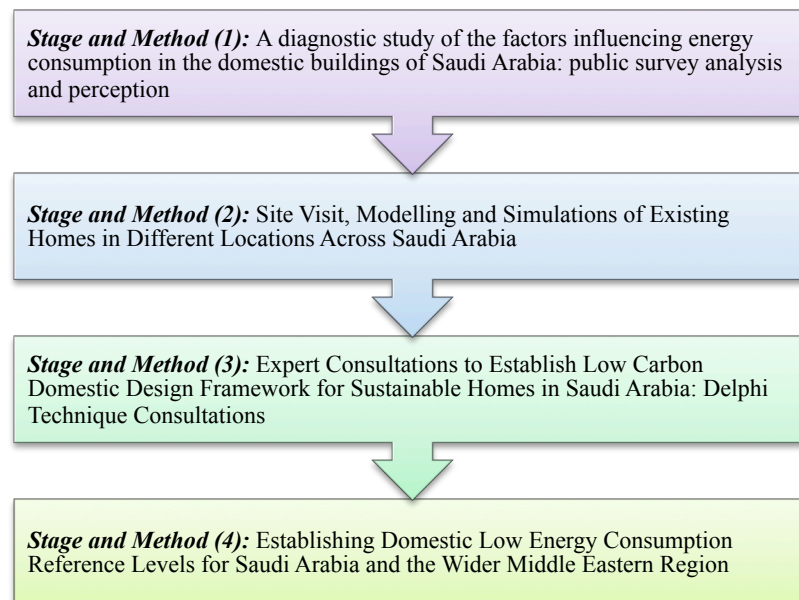 Stage and Method (1): A diagnostic study of the factors influencing energy
consumption in the domestic buildings of Saudi Arabia: public survey analysis
and perception
Stage and Method (2): Site Visit, Modelling and Simulations of Existing
Homes in Different Locations Across Saudi Arabia
Stage and Method (3): Expert Consultations to Establish Low Carbon
Domestic Design Framework for Sustainable Homes in Saudi Arabia: Delphi
Technique Consultations
Stage and Method (4): Establishing Domestic Low Energy Consumption
Reference Levels for Saudi Arabia and the Wider Middle Eastern Region